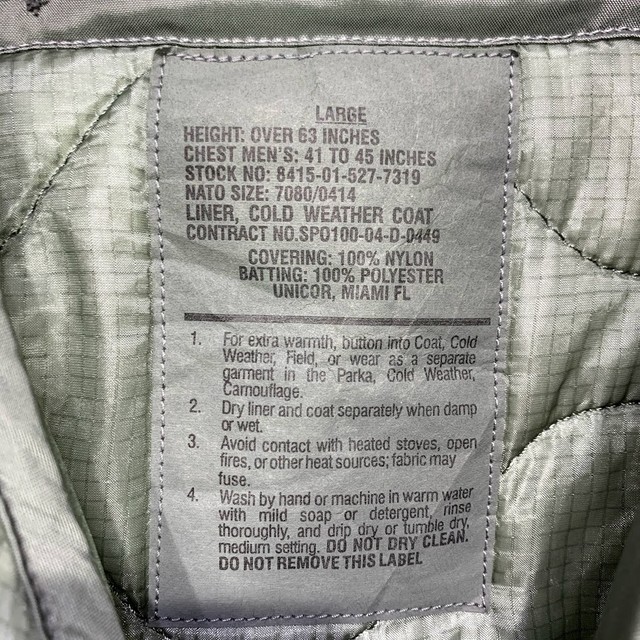 LARGE
HEIGHT: OVER 63 INCHES
CHEST MEN'S: 41 TO 45 INCHES
STOCK NO: 8415-01-527-7319
NATO SIZE: 7080/0414
LINER, COLD WEATHER COAT
CONTRACT NO.SPO100-04-D-0449
COVERING: 100% NYLON
BATTING: 100% POLYESTER
UNICOR, MIAMI FL
1. For extra warmth, button into Coat, Cold
Weather, Field, or wear as a separate
garment in the Parka, Cold Weather,
Camouflage.
2. Dry liner and coat separately when damp
or wet.
3. Avoid contact with heated stoves, open
fires, or other heat sources; fabric may
fuse.
4. Wash by hand or machine in warm water
with mild soap or detergent, rinse
thoroughly, and drip dry or tumble dry,
medium setting. DO NOT DRY CLEAN.
DO NOT REMOVE THIS LABEL